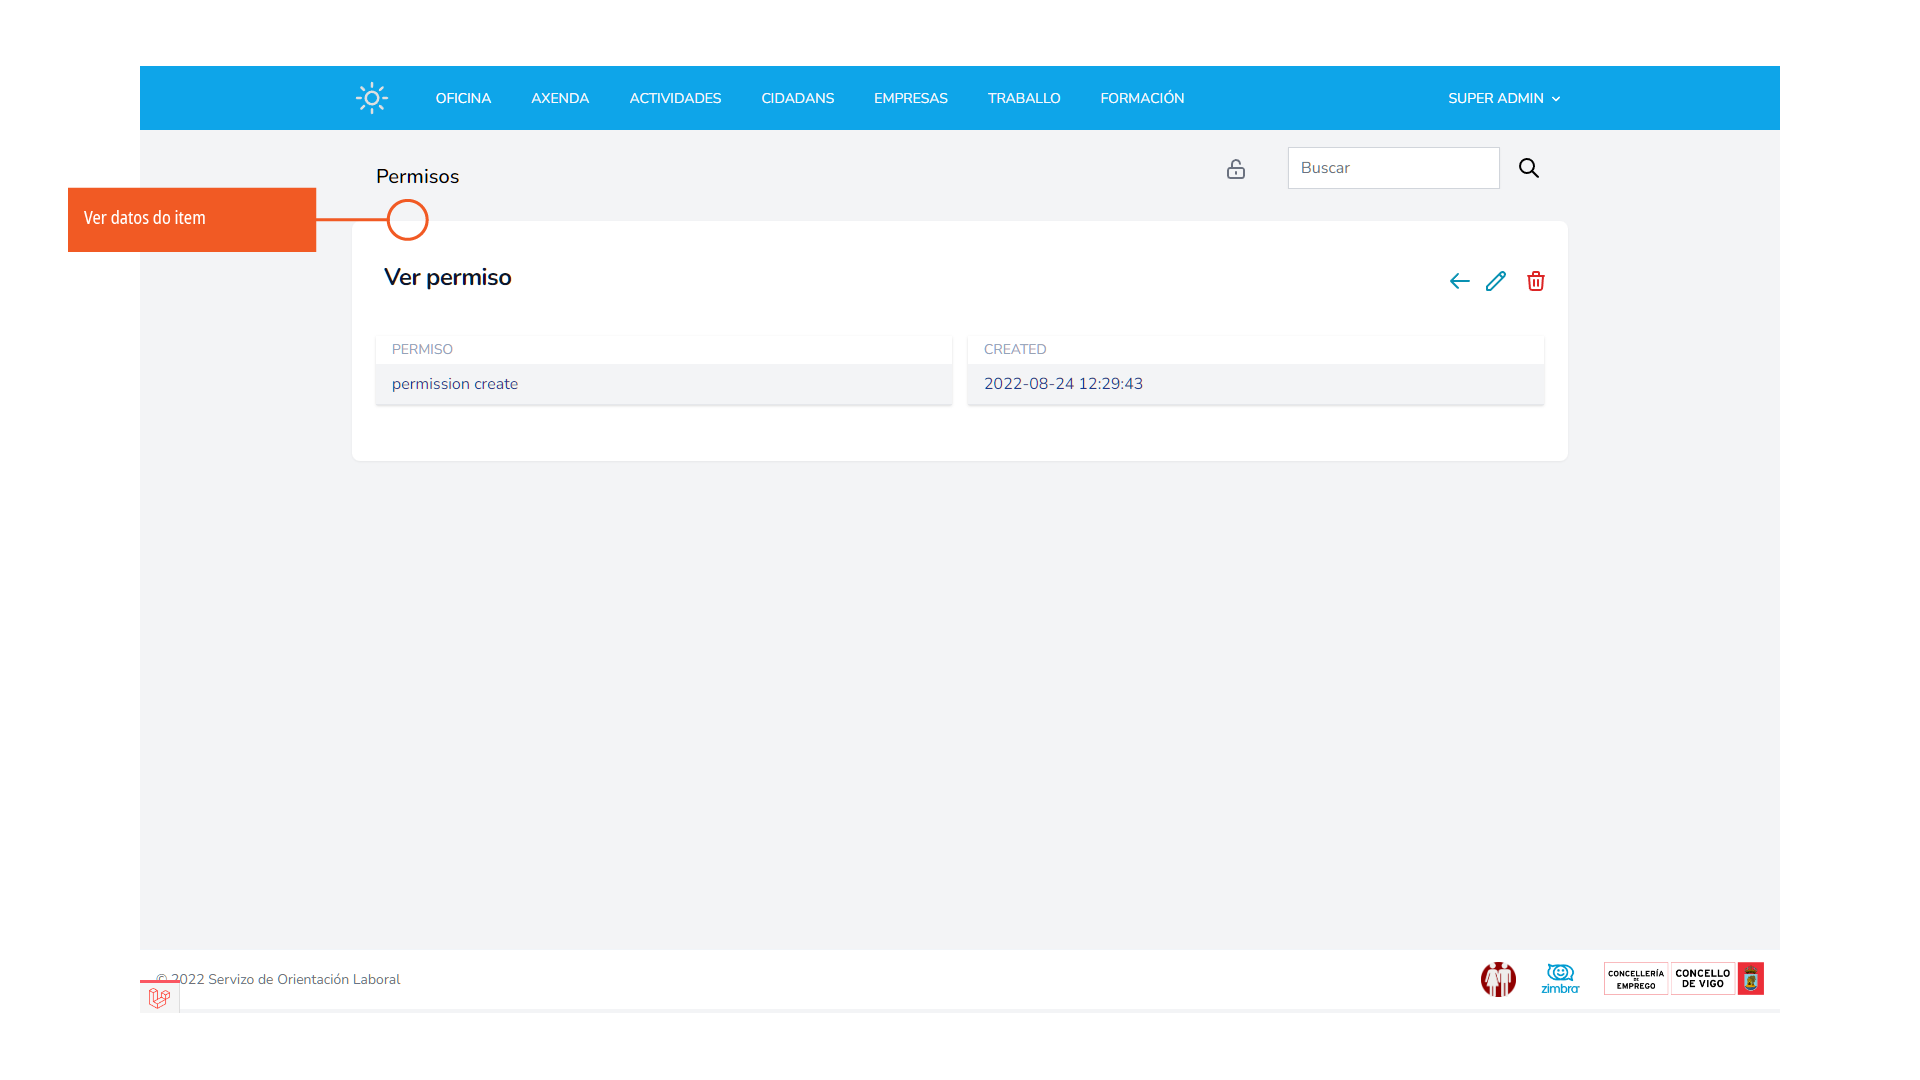 OFICINA AXENDA ACTIVIDADES CIDADANS EMPRESAS TRABALLO FORMACIÓN SUPER ADMIN
Permisos
Buscar
Ver datos do item
Ver permiso
PERMISO
permission create
CREATED
2022-08-24 12:29:43
© 2022 Servizo de Orientación Laboral
zimbra
CONCELLERÍA
DE
EMPREGO
CONCELLO
DE VIGO